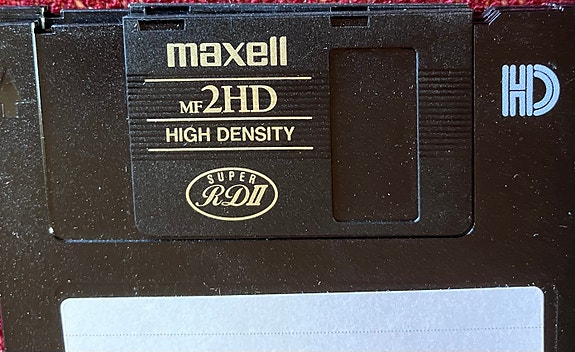 maxell
MF2HD
HIGH DENSITY
SUPER
RDII
HD